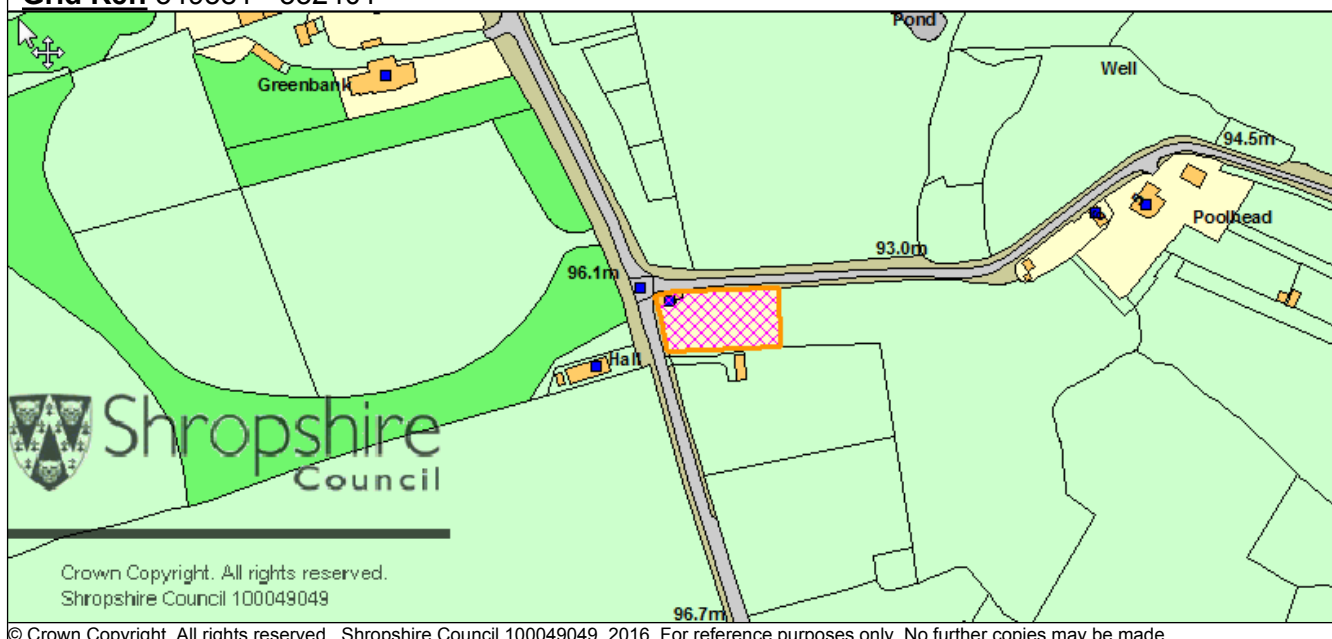 Pond
Well
Greenbank
94.5m
Poolhead
93.0m
96.1m
Hall
Shropshire
Council
Crown Copyright. All rights reserved.
Shropshire Council 100049049
96.7m
© Crown Copyright. All rights reserved. Shropshire Council 100049049. 2016 For reference purposes only. No further copies may be made.